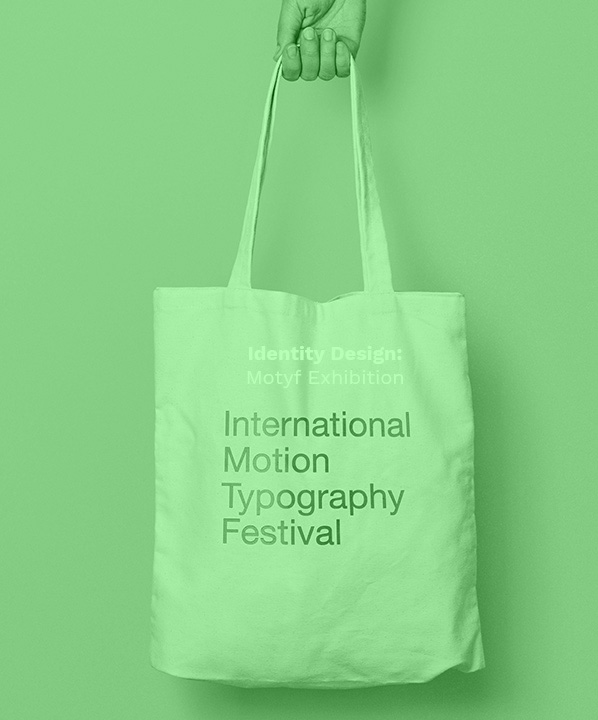 Identity Design:
Motyf Exhibition
International
Motion
Typography
Festival